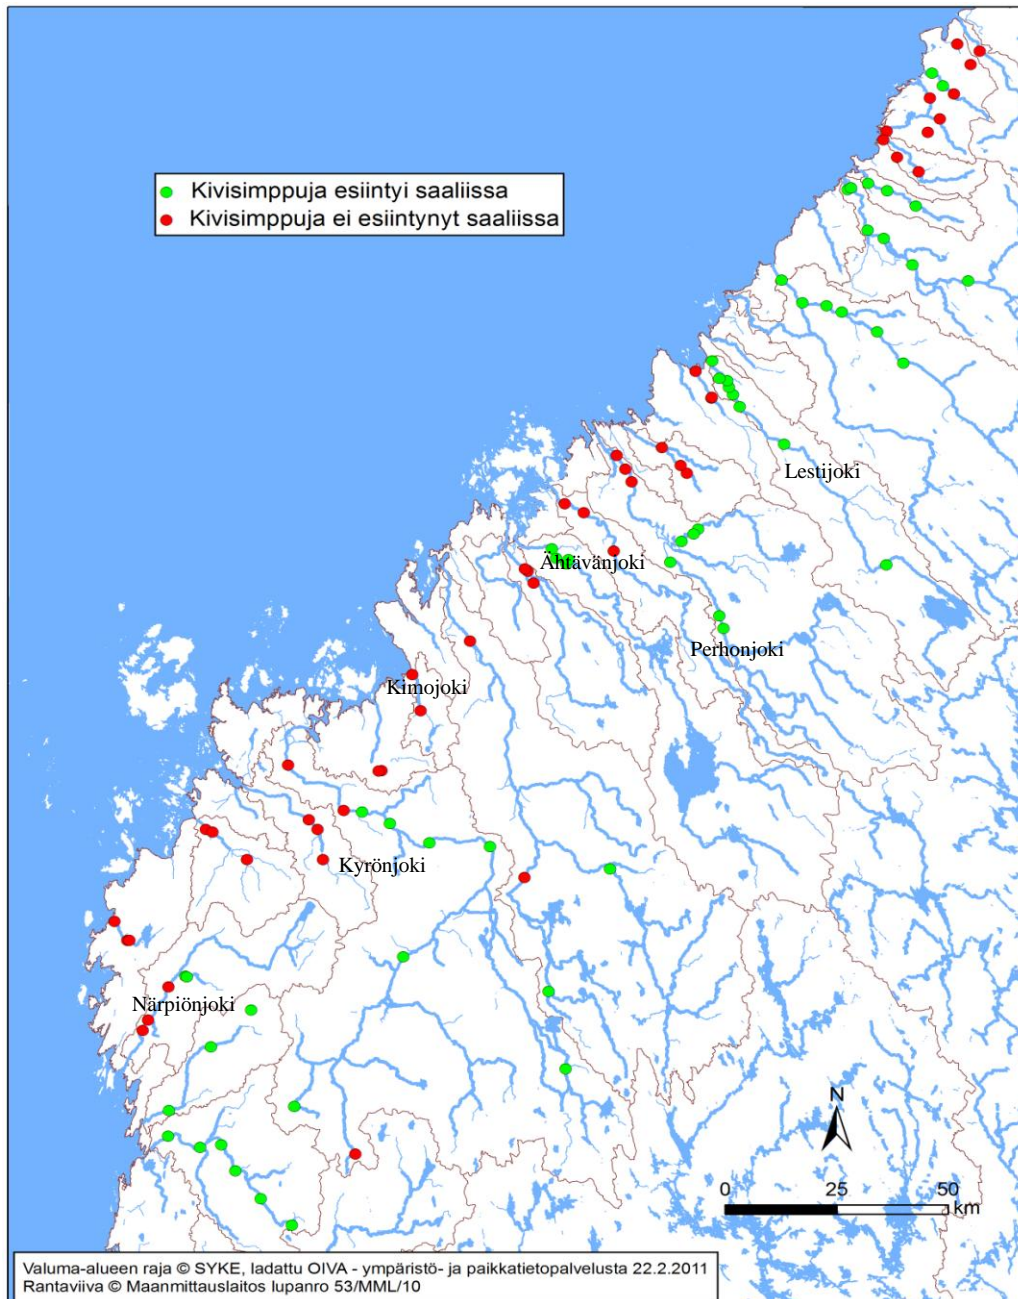 Kivisimppuja esiintyi saaliissa
Kivisimppuja ei esiintynyt saaliissa
Lestijoki
Ähtävänjoki
Perhonjoki
Kimojoki
Kyrönjoki
Närpiönjoki
N
0 25 50
km
Valuma-alueen raja © SYKE, ladattu OIVA - ympäristö- ja paikkatietopalvelusta 22.2.2011
Rantaviiva © Maanmittauslaitos lupanro 53/MML/10